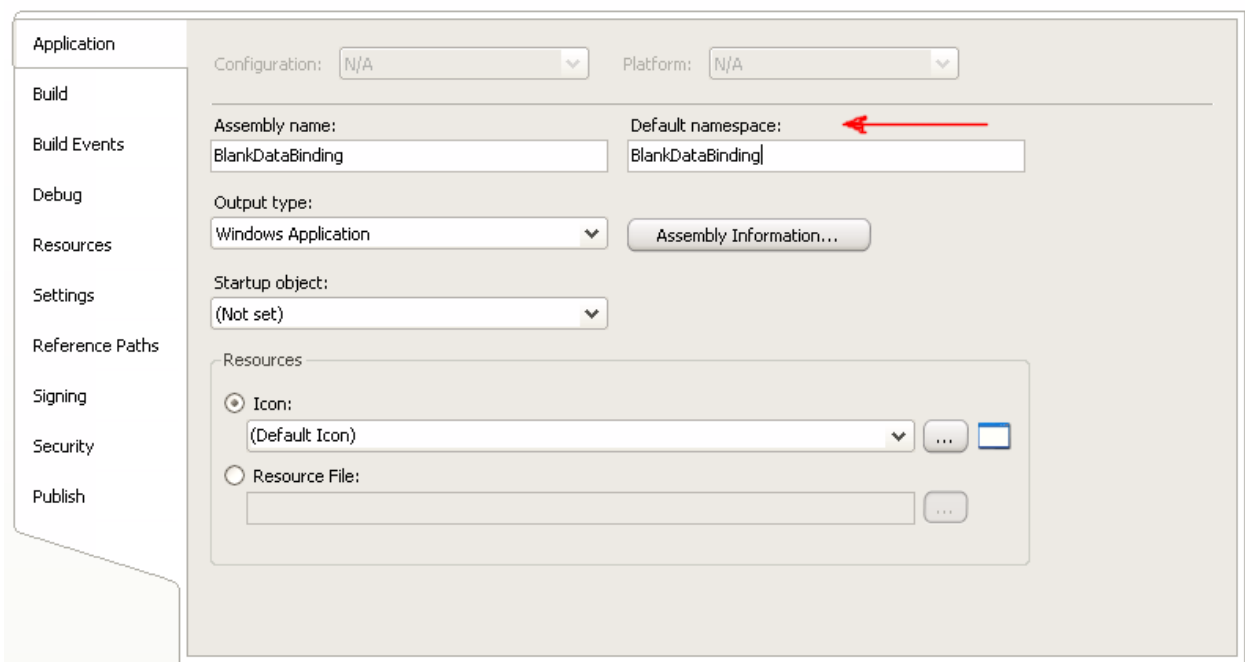 Application
Build
Build Events
Debug
Resources
Settings
Reference Paths
Signing
Security
Publish
Configuration: N/A Platform: N/A
Assembly name: Default namespace:
BlankDataBinding BlankDataBinding
Output type:
Windows Application Assembly Information...
Startup object:
(Not set)
Resources
Icon:
(Default Icon) ...
Resource File:
...